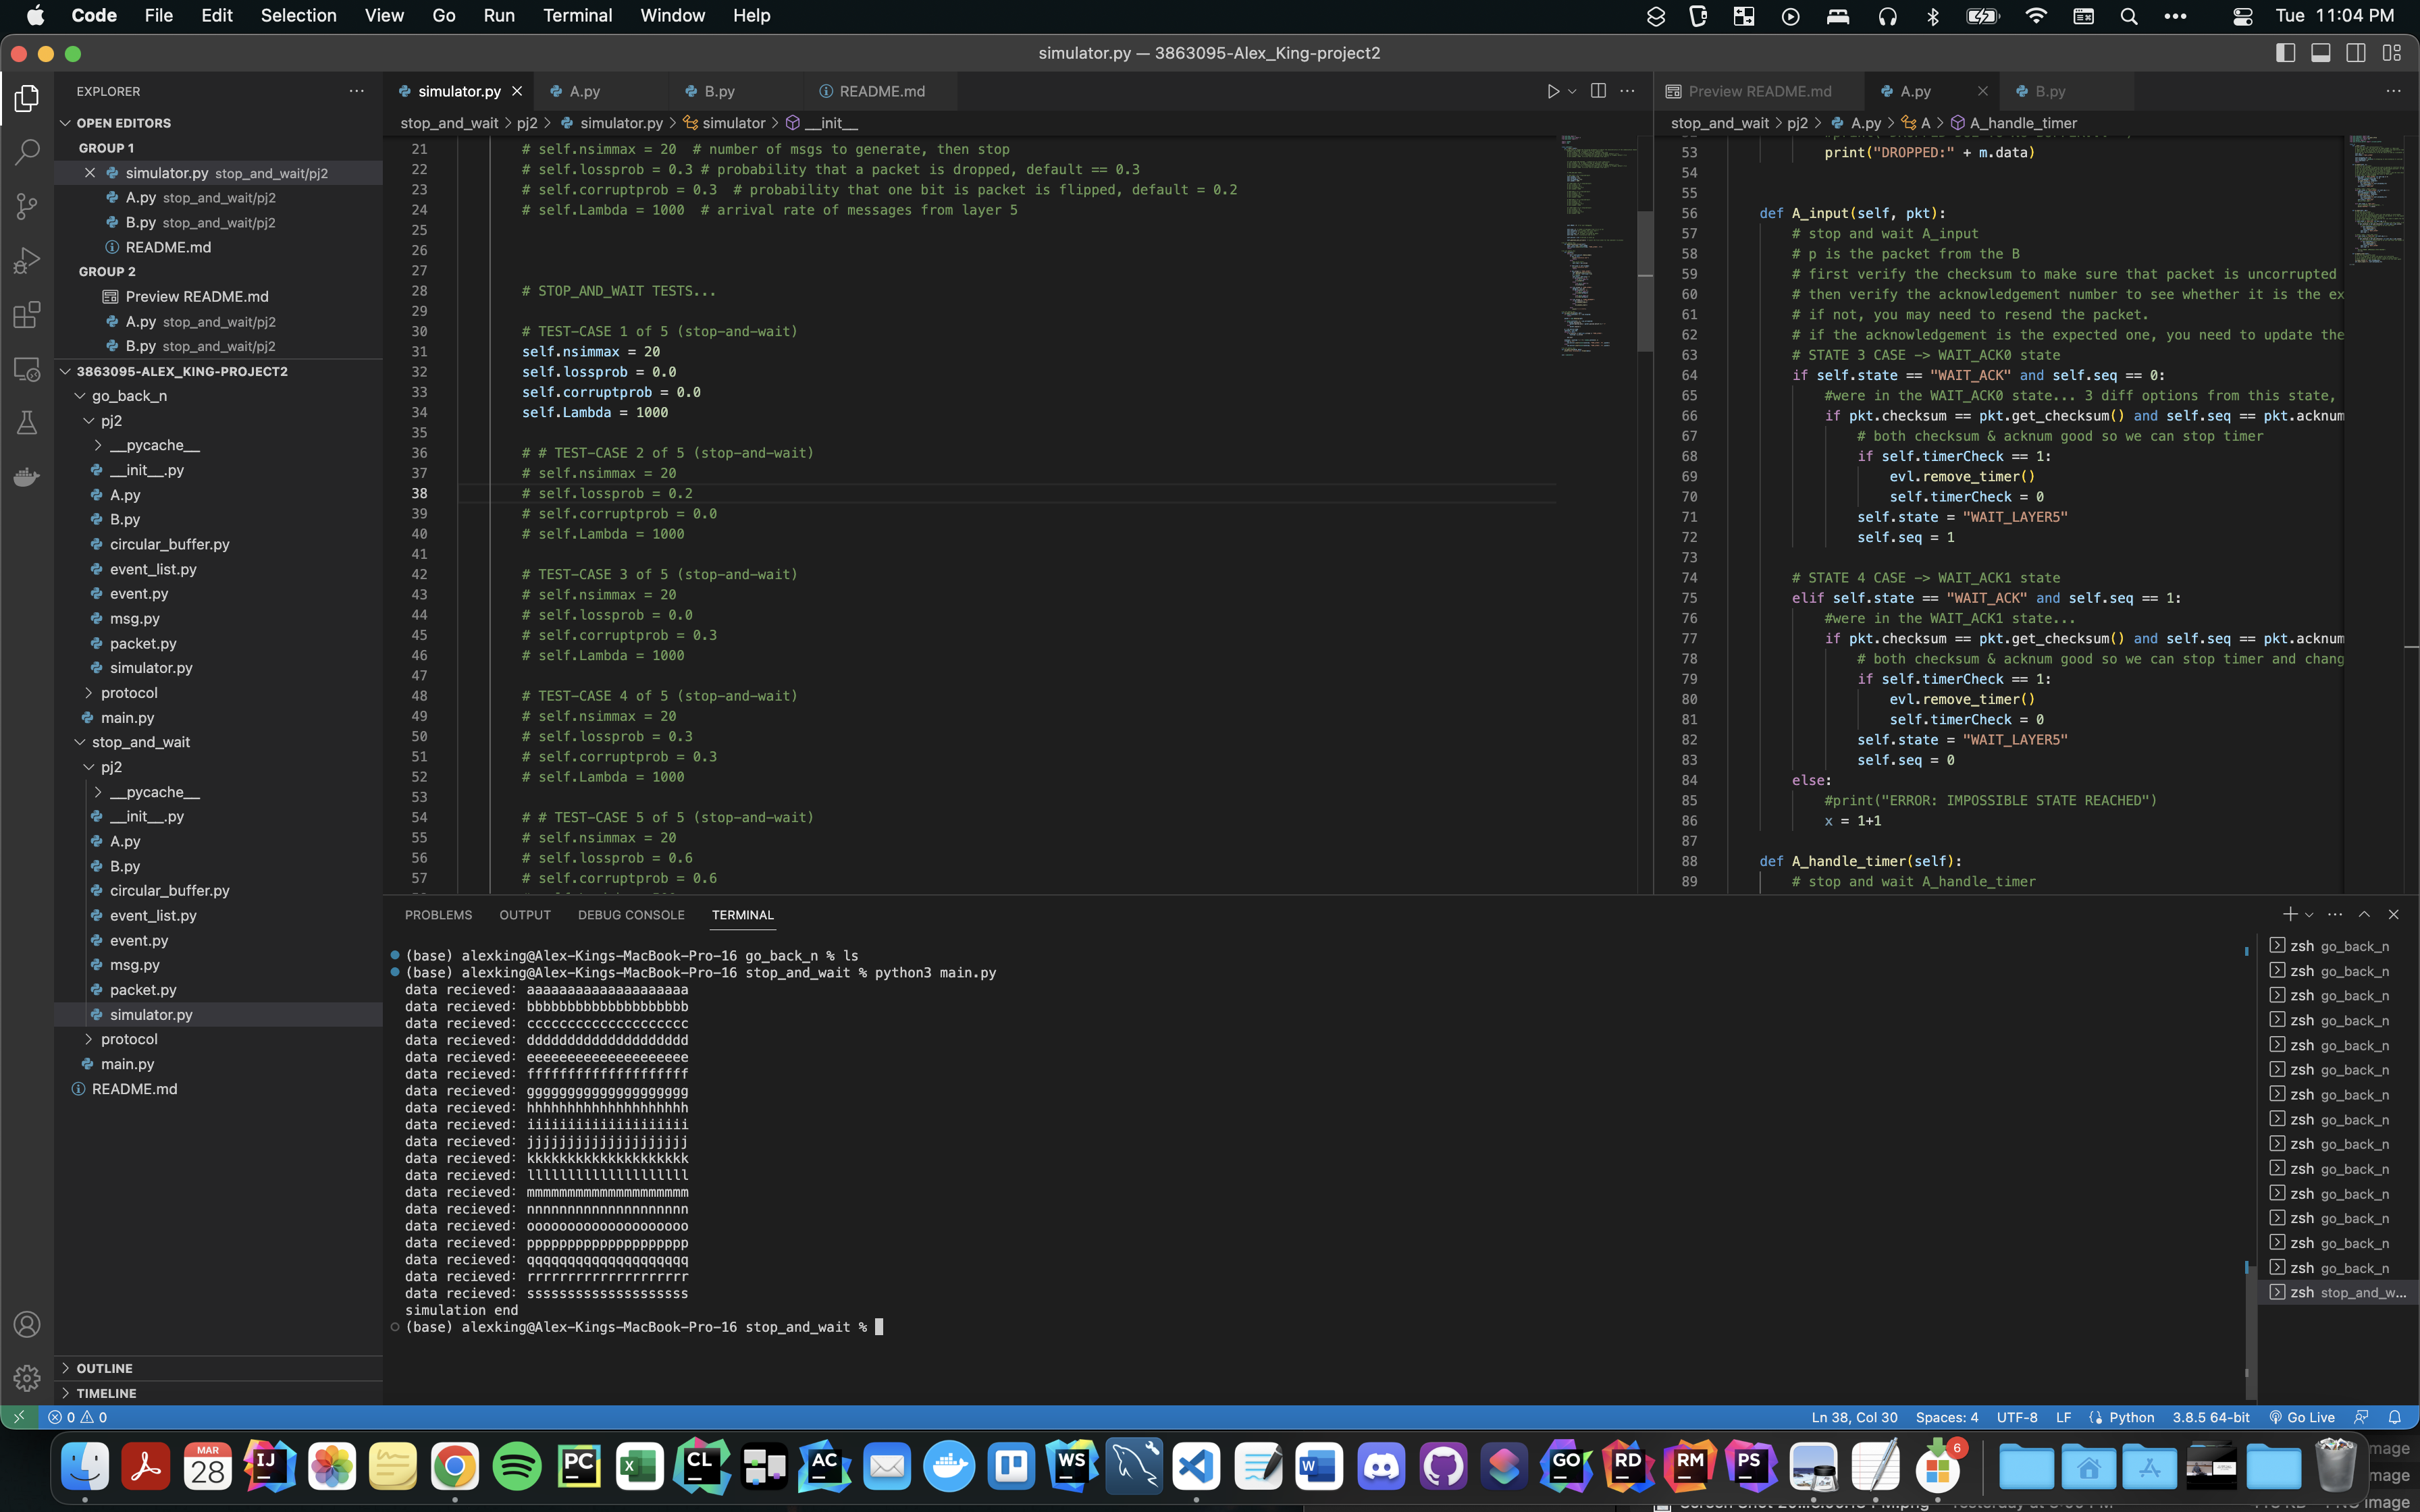 Code File Edit Selection View Go Run Terminal Window Help
Tue 11:04 PM
simulator.py — 3863095-Alex_King-project2
EXPLORER
OPEN EDITORS
GROUP 1
simulator.py stop_and_wait/pj2
A.py stop_and_wait/pj2
B.py stop_and_wait/pj2
README.md
GROUP 2
Preview README.md
A.py stop_and_wait/pj2
B.py stop_and_wait/pj2
3863095-ALEX_KING-PROJECT2
go_back_n
pj2
__pycache__
__init__.py
A.py
B.py
circular_buffer.py
event_list.py
event.py
msg.py
packet.py
simulator.py
protocol
main.py
stop_and_wait
pj2
__pycache__
__init__.py
A.py
B.py
circular_buffer.py
event_list.py
event.py
msg.py
packet.py
simulator.py
protocol
main.py
README.md
OUTLINE
TIMELINE
simulator.py A.py B.py README.md
stop_and_wait > pj2 > simulator.py > simulator > __init__
21 # self.nsimmax = 20 # number of msgs to generate, then stop
22 # self.lossprob = 0.3 # probability that a packet is dropped, default == 0.3
23 # self.corruptprob = 0.3 # probability that one bit is packet is flipped, default = 0.2
24 # self.Lambda = 1000 # arrival rate of messages from layer 5
25
26
27
28 # STOP_AND_WAIT TESTS...
29
30 # TEST-CASE 1 of 5 (stop-and-wait)
31 self.nsimmax = 20
32 self.lossprob = 0.0
33 self.corruptprob = 0.0
34 self.Lambda = 1000
35
36 # # TEST-CASE 2 of 5 (stop-and-wait)
37 # self.nsimmax = 20
38 # self.lossprob = 0.2
39 # self.corruptprob = 0.0
40 # self.Lambda = 1000
41
42 # TEST-CASE 3 of 5 (stop-and-wait)
43 # self.nsimmax = 20
44 # self.lossprob = 0.0
45 # self.corruptprob = 0.3
46 # self.Lambda = 1000
47
48 # TEST-CASE 4 of 5 (stop-and-wait)
49 # self.nsimmax = 20
50 # self.lossprob = 0.3
51 # self.corruptprob = 0.3
52 # self.Lambda = 1000
53
54 # # TEST-CASE 5 of 5 (stop-and-wait)
55 # self.nsimmax = 20
56 # self.lossprob = 0.6
57 # self.corruptprob = 0.6
Preview README.md A.py B.py
stop_and_wait > pj2 > A.py > A > A_handle_timer
53 print("DROPPED:" + m.data)
54
55
56 def A_input(self, pkt):
57 # stop and wait A_input
58 # p is the packet from the B
59 # first verify the checksum to make sure that packet is uncorrupted
60 # then verify the acknowledgement number to see whether it is the ex
61 # if not, you may need to resend the packet.
62 # if the acknowledgement is the expected one, you need to update the
63 # STATE 3 CASE -> WAIT_ACK0 state
64 if self.state == "WAIT_ACK" and self.seq == 0:
65 #were in the WAIT_ACK0 state... 3 diff options from this state,
66 if pkt.checksum == pkt.get_checksum() and self.seq == pkt.acknum
67 # both checksum & acknum good so we can stop timer
68 if self.timerCheck == 1:
69 evl.remove_timer()
70 self.timerCheck = 0
71 self.state = "WAIT_LAYER5"
72 self.seq = 1
73
74 # STATE 4 CASE -> WAIT_ACK1 state
75 elif self.state == "WAIT_ACK" and self.seq == 1:
76 #were in the WAIT_ACK1 state...
77 if pkt.checksum == pkt.get_checksum() and self.seq == pkt.acknum
78 # both checksum & acknum good so we can stop timer and chang
79 if self.timerCheck == 1:
80 evl.remove_timer()
81 self.timerCheck = 0
82 self.state = "WAIT_LAYER5"
83 self.seq = 0
84 else:
85 #print("ERROR: IMPOSSIBLE STATE REACHED")
86 x = 1+1
87
88 def A_handle_timer(self):
89 # stop and wait A_handle_timer
PROBLEMS OUTPUT DEBUG CONSOLE TERMINAL
(base) alexking@Alex-Kings-MacBook-Pro-16 go_back_n % ls
(base) alexking@Alex-Kings-MacBook-Pro-16 stop_and_wait % python3 main.py
data recieved: aaaaaaaaaaaaaaaaaaaa
data recieved: bbbbbbbbbbbbbbbbbbbb
data recieved: cccccccccccccccccccc
data recieved: dddddddddddddddddddd
data recieved: eeeeeeeeeeeeeeeeeeee
data recieved: ffffffffffffffffffff
data recieved: gggggggggggggggggggg
data recieved: hhhhhhhhhhhhhhhhhhhh
data recieved: iiiiiiiiiiiiiiiiiiii
data recieved: jjjjjjjjjjjjjjjjjjjj
data recieved: kkkkkkkkkkkkkkkkkkkk
data recieved: llllllllllllllllllll
data recieved: mmmmmmmmmmmmmmmmmmmm
data recieved: nnnnnnnnnnnnnnnnnnnn
data recieved: oooooooooooooooooooo
data recieved: pppppppppppppppppppp
data recieved: qqqqqqqqqqqqqqqqqqqq
data recieved: rrrrrrrrrrrrrrrrrrrr
data recieved: ssssssssssssssssssss
simulation end
(base) alexking@Alex-Kings-MacBook-Pro-16 stop_and_wait %
zsh go_back_n
zsh go_back_n
zsh go_back_n
zsh go_back_n
zsh go_back_n
zsh go_back_n
zsh go_back_n
zsh go_back_n
zsh go_back_n
zsh go_back_n
zsh go_back_n
zsh go_back_n
zsh go_back_n
zsh go_back_n
zsh stop_and_w...
0 0
Ln 38, Col 30 Spaces: 4 UTF-8 LF Python 3.8.5 64-bit Go Live
MAR 28 IJ PC X CL AC WS W GO RD RM PS 6